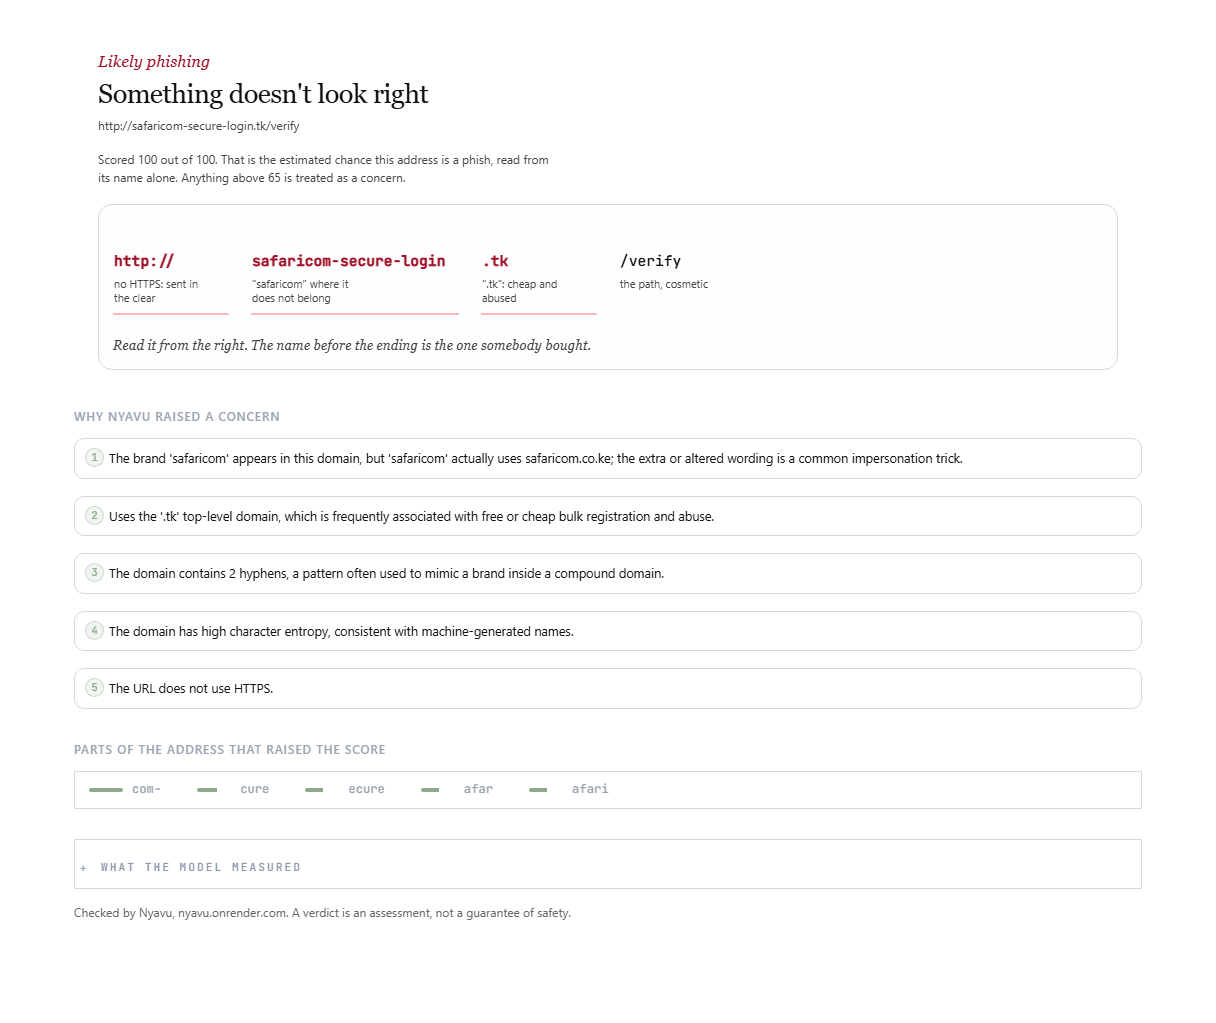 Likely phishing
Something doesn't look right
http://safaricom-secure-login.tk/verify
Scored 100 out of 100. That is the estimated chance this address is a phish, read from
its name alone. Anything above 65 is treated as a concern.
http:// safaricom-secure-login .tk /verify
no HTTPS: sent in "safaricom" where it ".tk": cheap and the path, cosmetic
the clear does not belong abused
Read it from the right. The name before the ending is the one somebody bought.
WHY NYAVU RAISED A CONCERN
1 The brand 'safaricom' appears in this domain, but 'safaricom' actually uses safaricom.co.ke; the extra or altered wording is a common impersonation trick.
2 Uses the '.tk' top-level domain, which is frequently associated with free or cheap bulk registration and abuse.
3 The domain contains 2 hyphens, a pattern often used to mimic a brand inside a compound domain.
4 The domain has high character entropy, consistent with machine-generated names.
5 The URL does not use HTTPS.
PARTS OF THE ADDRESS THAT RAISED THE SCORE
com- cure ecure afar afari
+ WHAT THE MODEL MEASURED
Checked by Nyavu, nyavu.onrender.com. A verdict is an assessment, not a guarantee of safety.